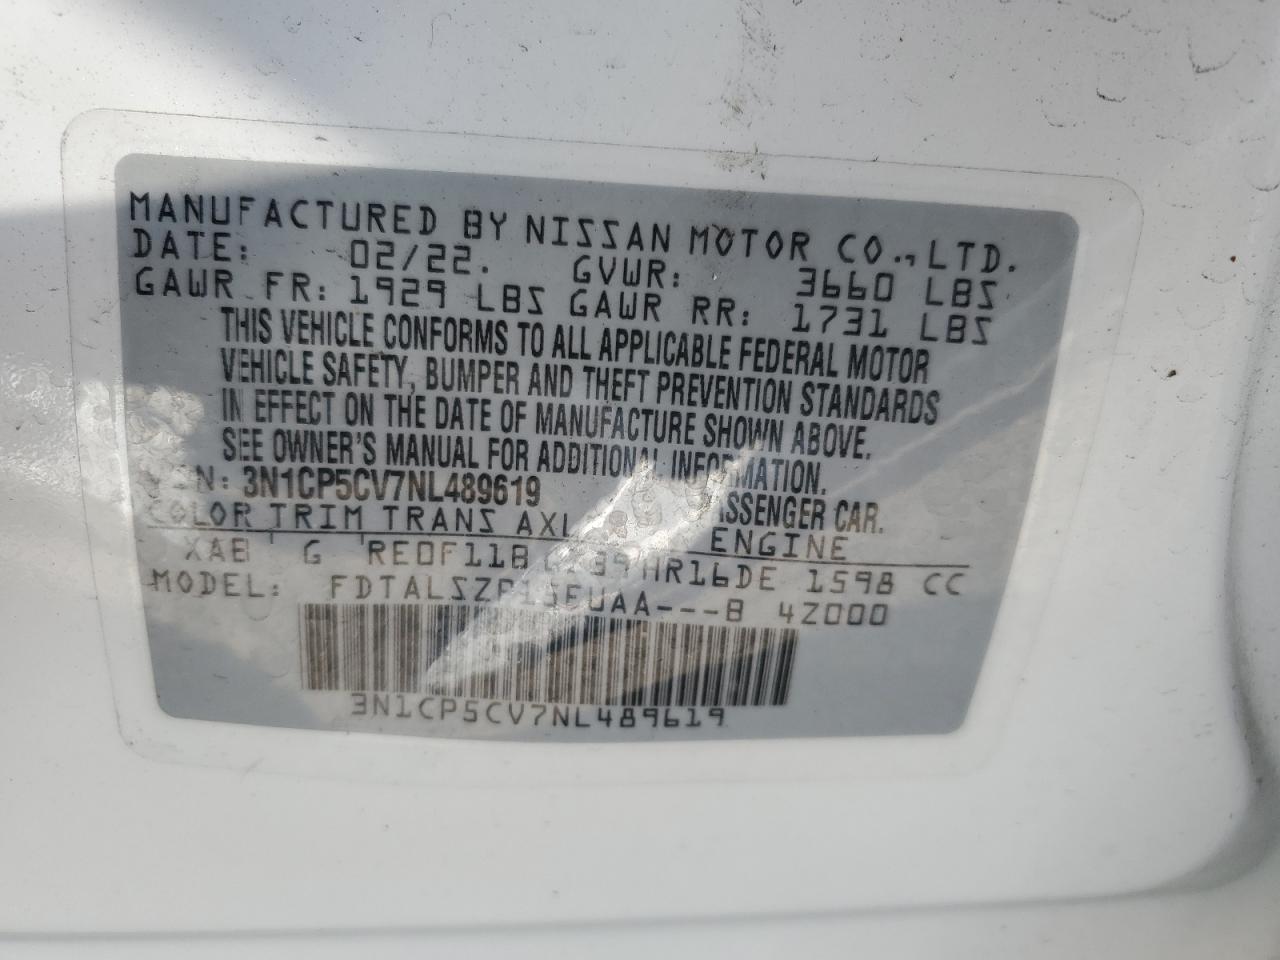 MANUFACTURED BY NISSAN MOTOR CO., LTD.
DATE: 02/22. GVWR: 3660 LBS
GAWR FR: 1929 LBS GAWR RR: 1731 LBS
THIS VEHICLE CONFORMS TO ALL APPLICABLE FEDERAL MOTOR
VEHICLE SAFETY, BUMPER AND THEFT PREVENTION STANDARDS
IN EFFECT ON THE DATE OF MANUFACTURE SHOWN ABOVE.
SEE OWNER'S MANUAL FOR ADDITIONAL INFORMATION.
VIN: 3N1CP5CV7NL489619 PASSENGER CAR.
COLOR TRIM TRANS AXLE ENGINE
XAB G RE0F11B HR16DE 1598 CC
MODEL: 4Z000
3N1CP5CV7NL489619